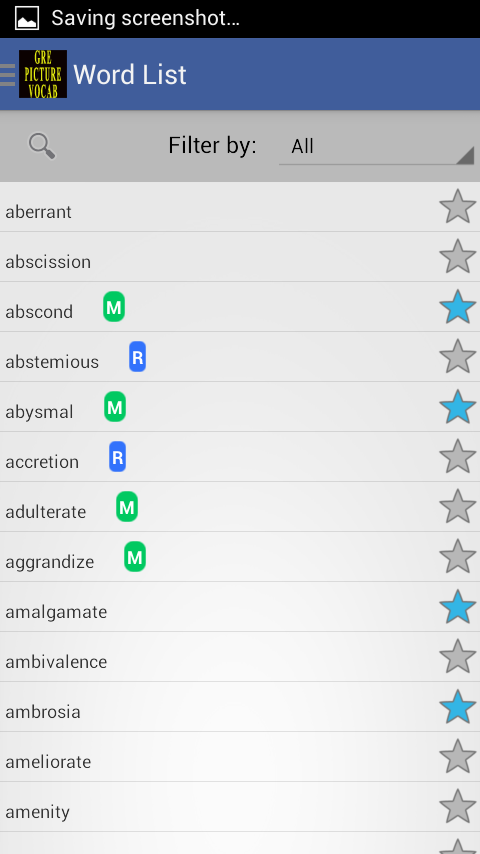 Saving screenshot...
GRE
PICTURE
VOCAB
Word List
Filter by: All
aberrant
abscission
abscond M
abstemious R
abysmal M
accretion R
adulterate M
aggrandize M
amalgamate
ambivalence
ambrosia
ameliorate
amenity